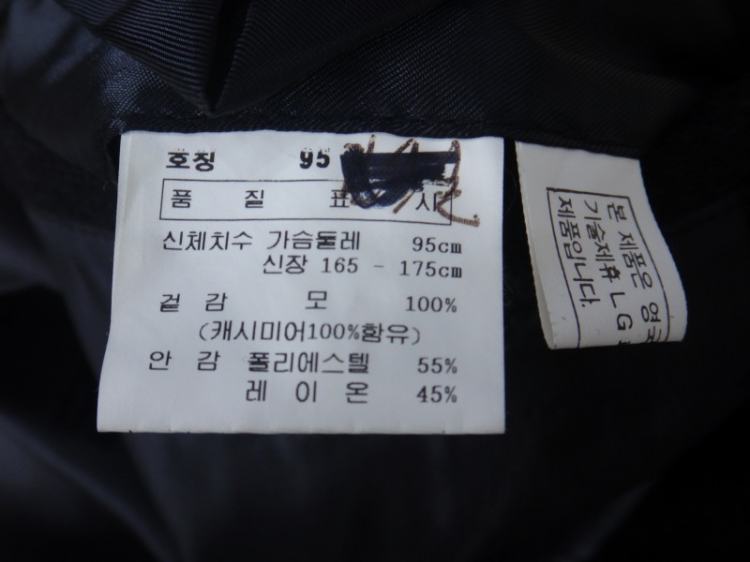 호칭 95
품 질 표 시
신체치수 가슴둘레 95cm
신장 165 - 175cm
겉 감 모 100%
(캐시미어100%함유)
안 감 폴리에스텔 55%
레 이 온 45%
본 제품은 영국
기술제휴 LG
제품입니다.